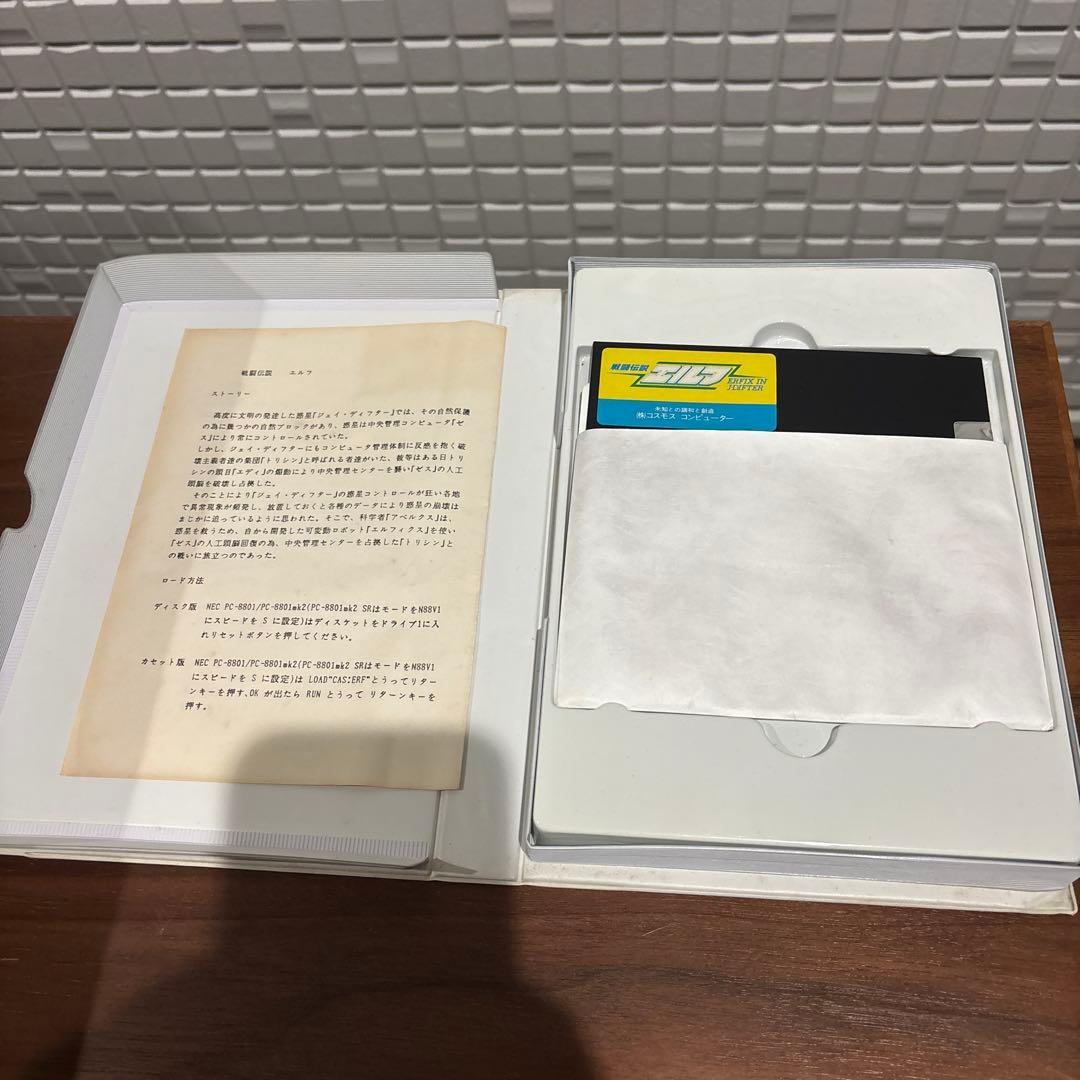 戦闘伝説　エルフ
ストーリー
高度に文明の発達した惑星「ジェイ・ディフター」では、その自然保護
の為に幾つかの自然ブロックがあり、惑星は中央管理コンピュータ「ゼ
ス」により常にコントロールされていた。
しかし、ジェイ・ディフターにもコンピュータ管理体制に反感を抱く破
壊主義者達の集団「トリシン」と呼ばれる者達がいた、彼等はある日トリ
シンの頭目「エディ」の煽動により中央管理センターを襲い「ゼス」の人工
頭脳を破壊し占拠した。
そのことにより「ジェイ・ディフター」の惑星コントロールが狂い各地
で異常現象が頻発し、放置しておくと各種のデータにより惑星の崩壊は
まじかに迫っているように思われた。そこで、科学者「アベルクス」は、
惑星を救うため、自から開発した可変動ロボット「エルフィクス」を使い
「ゼス」の人工頭脳回復の為、中央管理センターを占拠した「トリシン」と
の戦いに旅立つのであった。
ロード方法
ディスク版　NEC PC-8801/PC-8801mk2(PC-8801mk2 SRはモードをN88V1
にスピードを S に設定)はディスケットをドライブ1に入
れリセットボタンを押してください。
カセット版　NEC PC-8801/PC-8801mk2(PC-8801mk2 SRはモードをN88V1
にスピードを S に設定)は LOAD"CAS:ERF"とうってリター
ンキーを押す、OK が出たら RUN とうって リターンキーを
押す。
戦闘伝説 エルフ
ERFIX IN
J・DIFTER
未知との調和と創造
(株)コスモス コンピューター